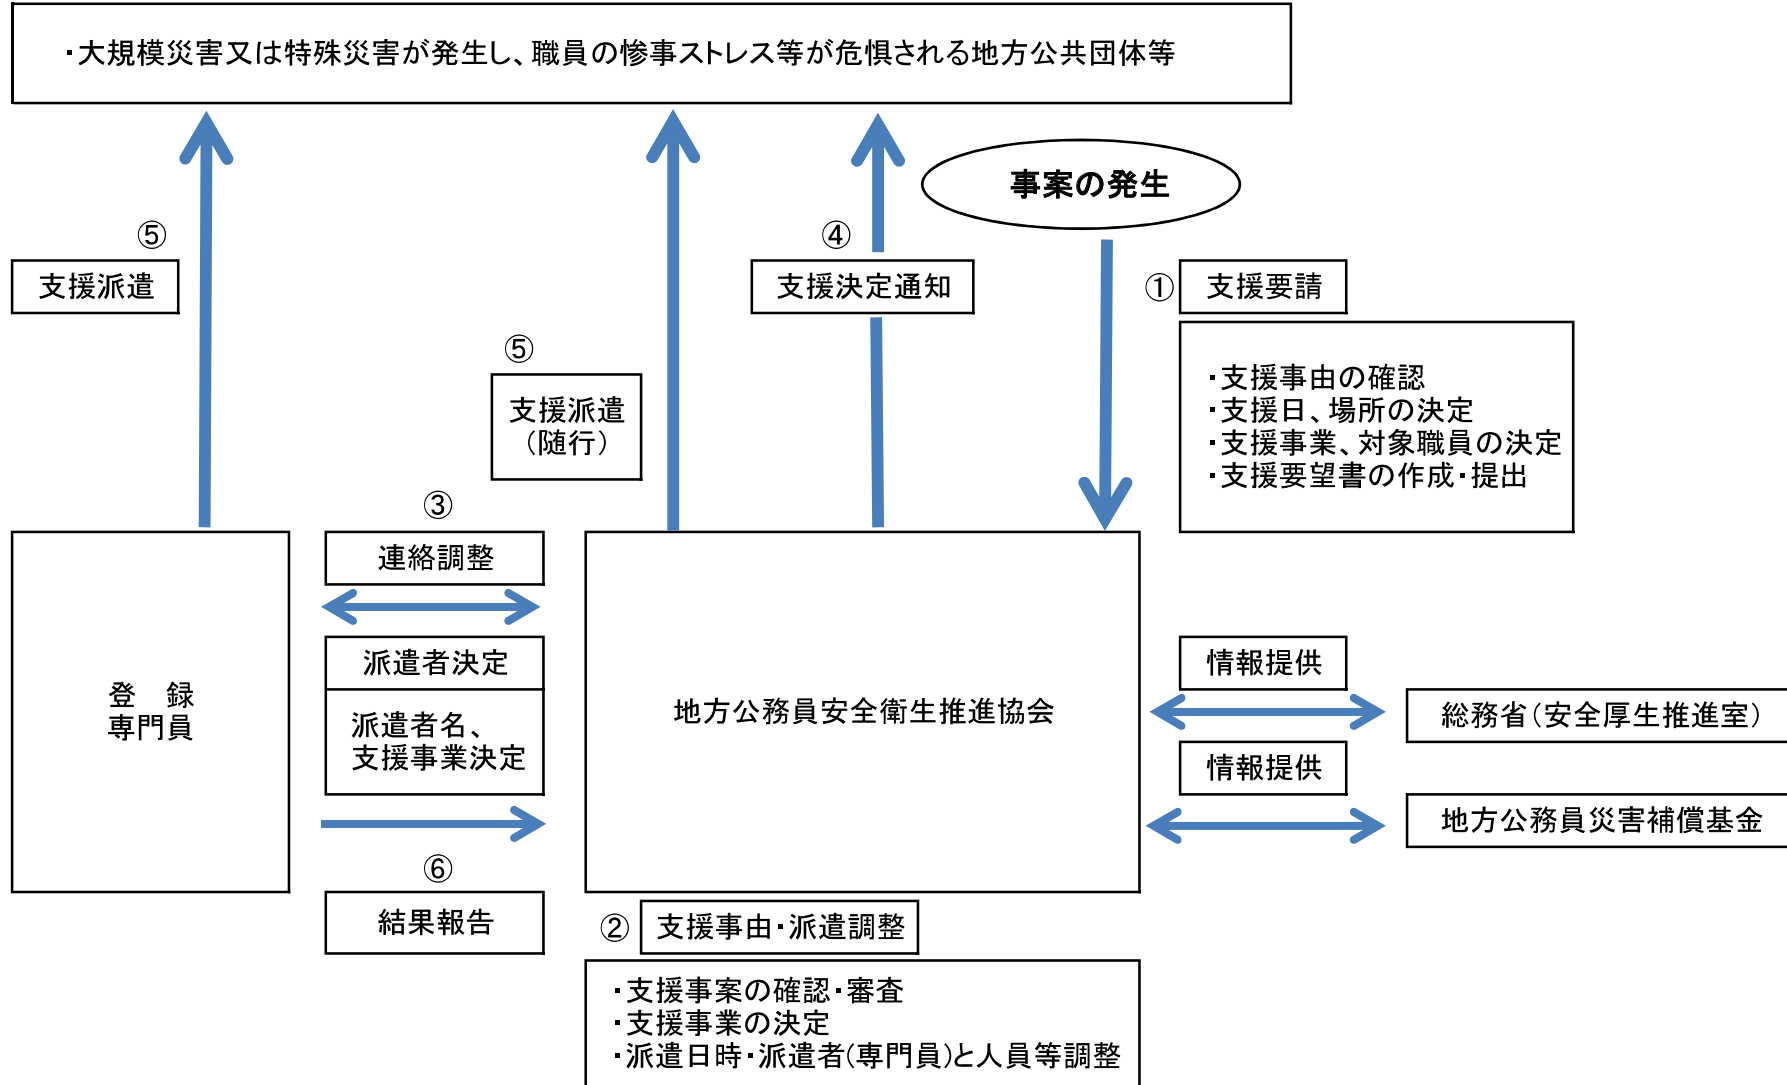 ・大規模災害又は特殊災害が発生し、職員の惨事ストレス等が危惧される地方公共団体等
事案の発生
⑤
支援派遣
④
支援決定通知
①
支援要請
・支援事由の確認
・支援日、場所の決定
・支援事業、対象職員の決定
・支援要望書の作成・提出
⑤
支援派遣
（随行）
③
連絡調整
派遣者決定
派遣者名、
支援事業決定
登　録
専門員
地方公務員安全衛生推進協会
情報提供
総務省（安全厚生推進室）
情報提供
地方公務員災害補償基金
⑥
結果報告
②
支援事由・派遣調整
・支援事案の確認・審査
・支援事業の決定
・派遣日時・派遣者(専門員)と人員等調整